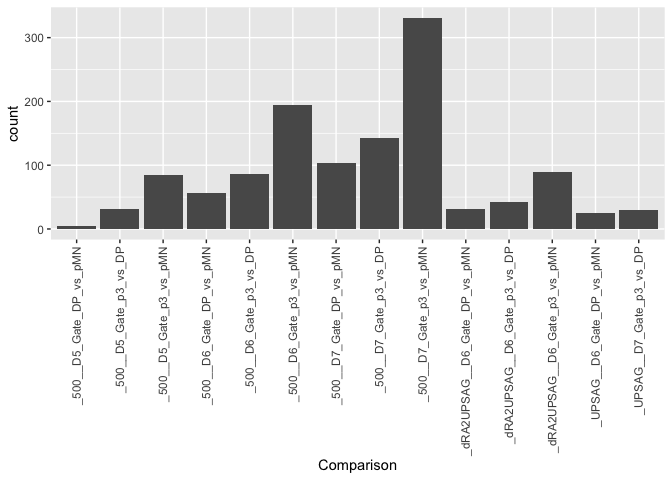 300
200
100
0
count
_500__D5_Gate_DP_vs_pMN
_500__D5_Gate_p3_vs_DP
_500__D5_Gate_p3_vs_pMN
_500__D6_Gate_DP_vs_pMN
_500__D6_Gate_p3_vs_DP
_500__D6_Gate_p3_vs_pMN
_500__D7_Gate_DP_vs_pMN
_500__D7_Gate_p3_vs_DP
_500__D7_Gate_p3_vs_pMN
_dRA2UPSAG__D6_Gate_DP_vs_pMN
_dRA2UPSAG__D6_Gate_p3_vs_DP
_dRA2UPSAG__D6_Gate_p3_vs_pMN
_UPSAG__D6_Gate_DP_vs_pMN
_UPSAG__D7_Gate_p3_vs_DP
Comparison